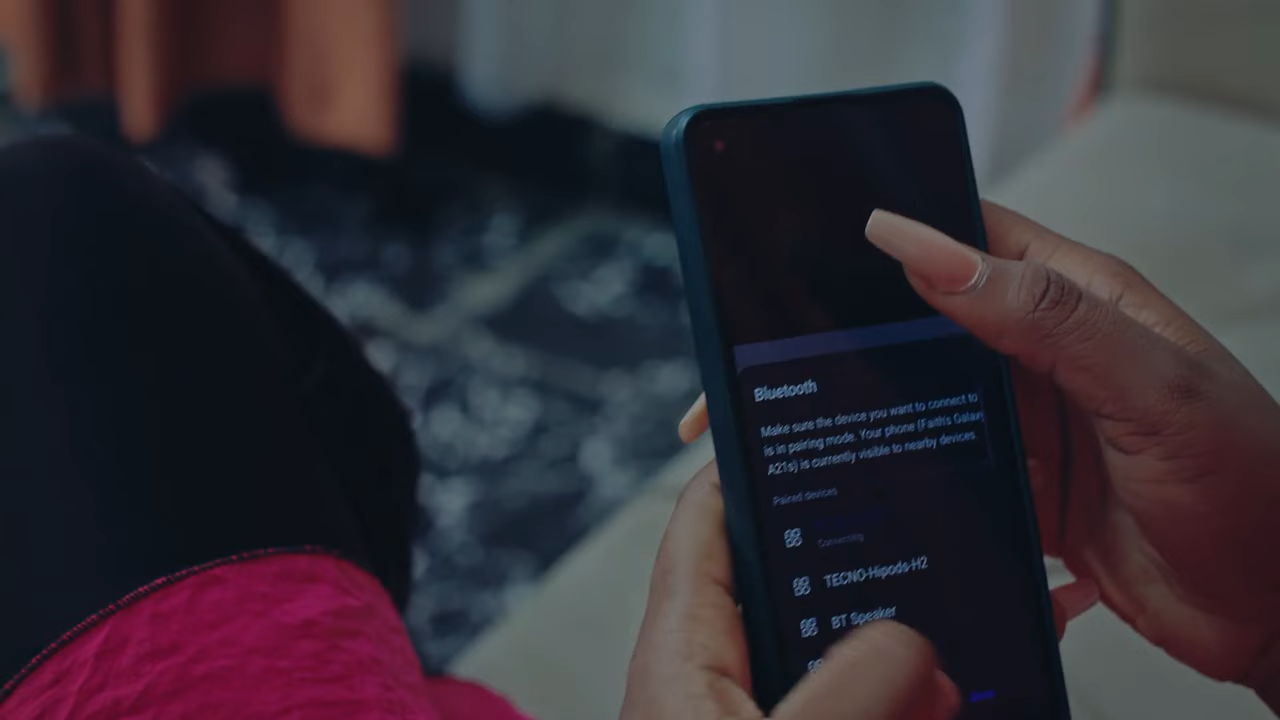 Bluetooth
Make sure the device you want to connect to
is in pairing mode. Your phone (Faith's Galaxy
A21s) is currently visible to nearby devices.
Paired devices
Connecting
TECNO-Hipods-H2
BT Speaker